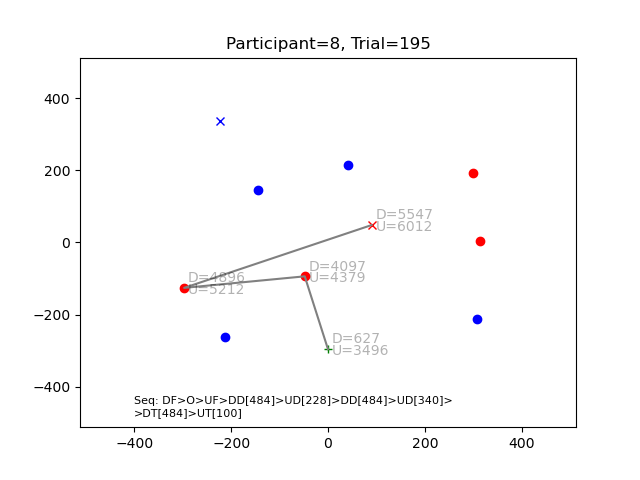 Participant=8, Trial=195
400
200
0
−200
−400
D=5547
U=6012
D=4097
U=4379
D=4896
U=5212
D=627
U=3496
Seq: DF>O>UF>DD[484]>UD[228]>DD[484]>UD[340]>
>DT[484]>UT[100]
−400 −200 0 200 400